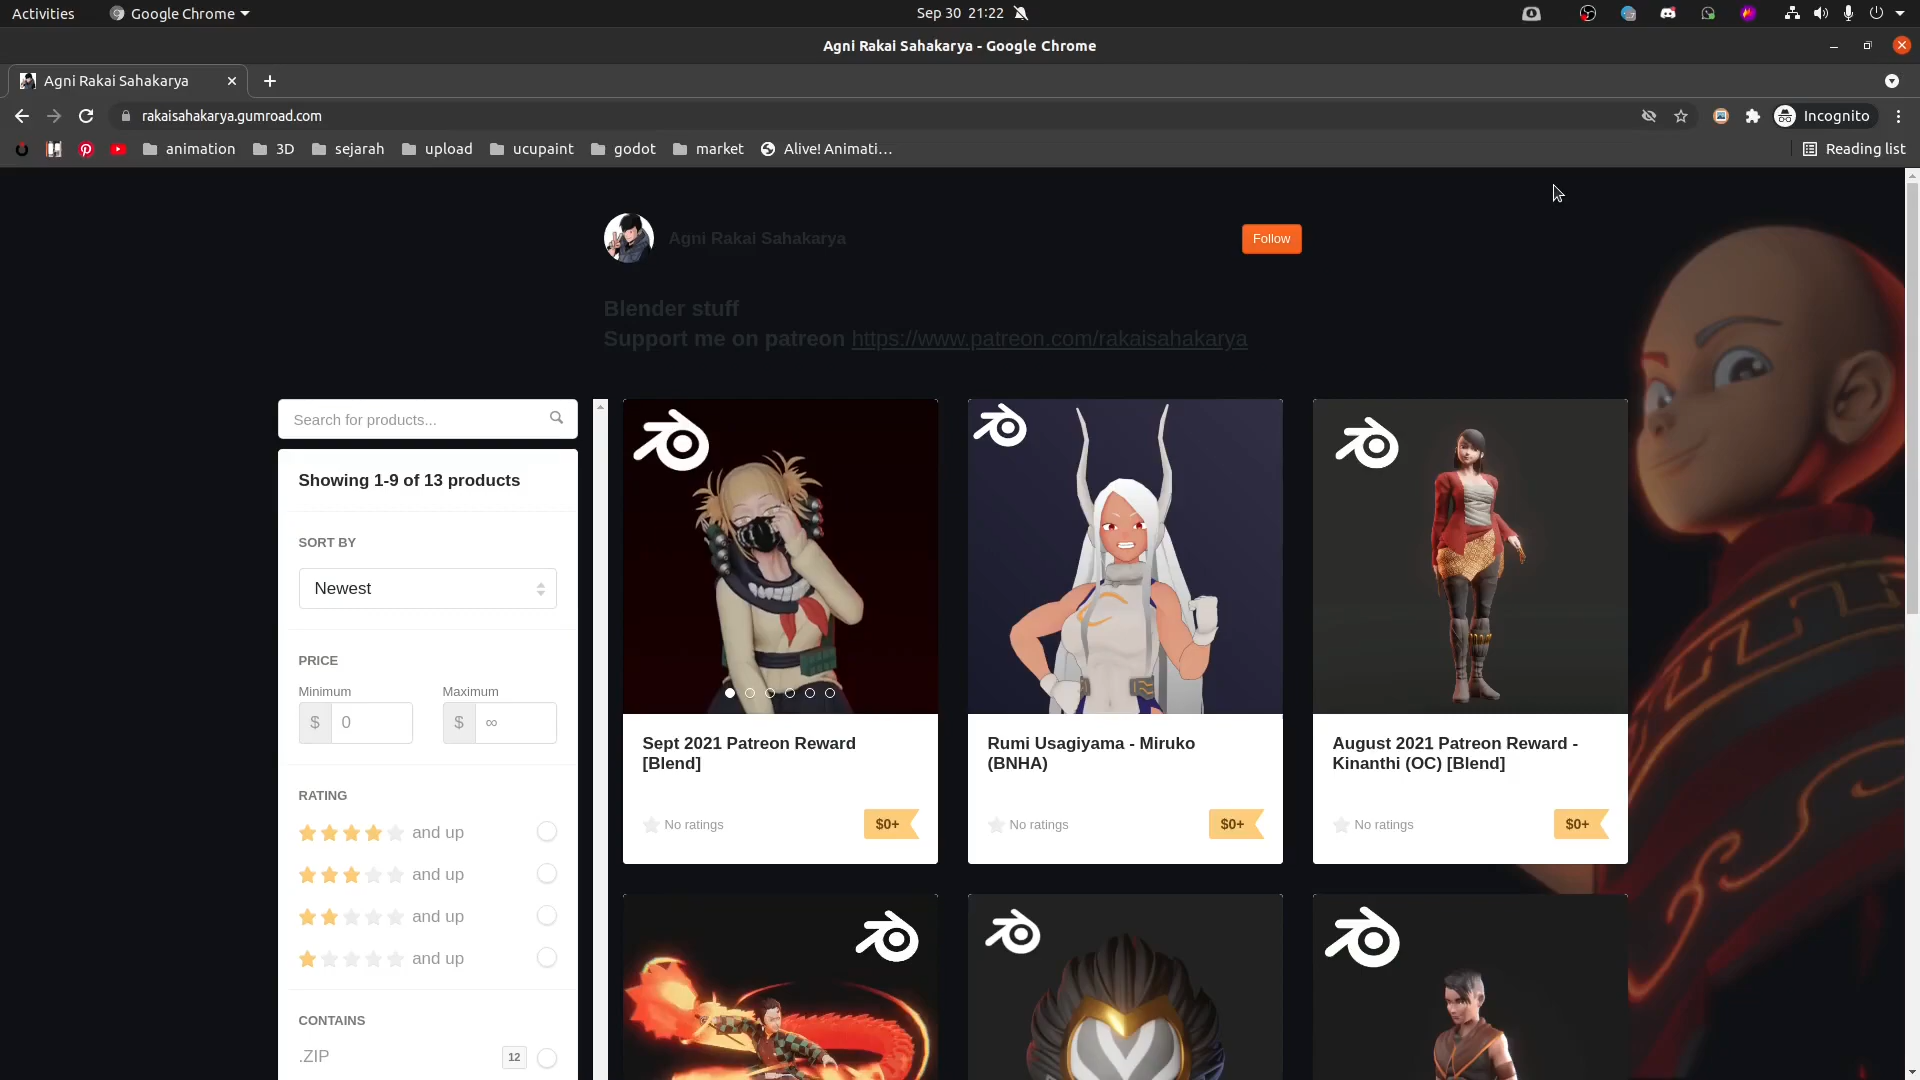 Activities
Google Chrome
Sep 30 21:22
Agni Rakai Sahakarya - Google Chrome
Agni Rakai Sahakarya
rakaisahakarya.gumroad.com
Incognito
animation
3D
sejarah
upload
ucupaint
godot
market
Alive! Animati...
Reading list
Agni Rakai Sahakarya
Follow
Blender stuff
Support me on patreon https://www.patreon.com/rakaisahakarya
Search for products...
Showing 1-9 of 13 products
SORT BY
Newest
PRICE
Minimum
Maximum
$ 0
$ ∞
RATING
and up
and up
and up
and up
CONTAINS
.ZIP
12
Sept 2021 Patreon Reward
[Blend]
No ratings
$0+
Rumi Usagiyama - Miruko
(BNHA)
No ratings
$0+
August 2021 Patreon Reward -
Kinanthi (OC) [Blend]
No ratings
$0+